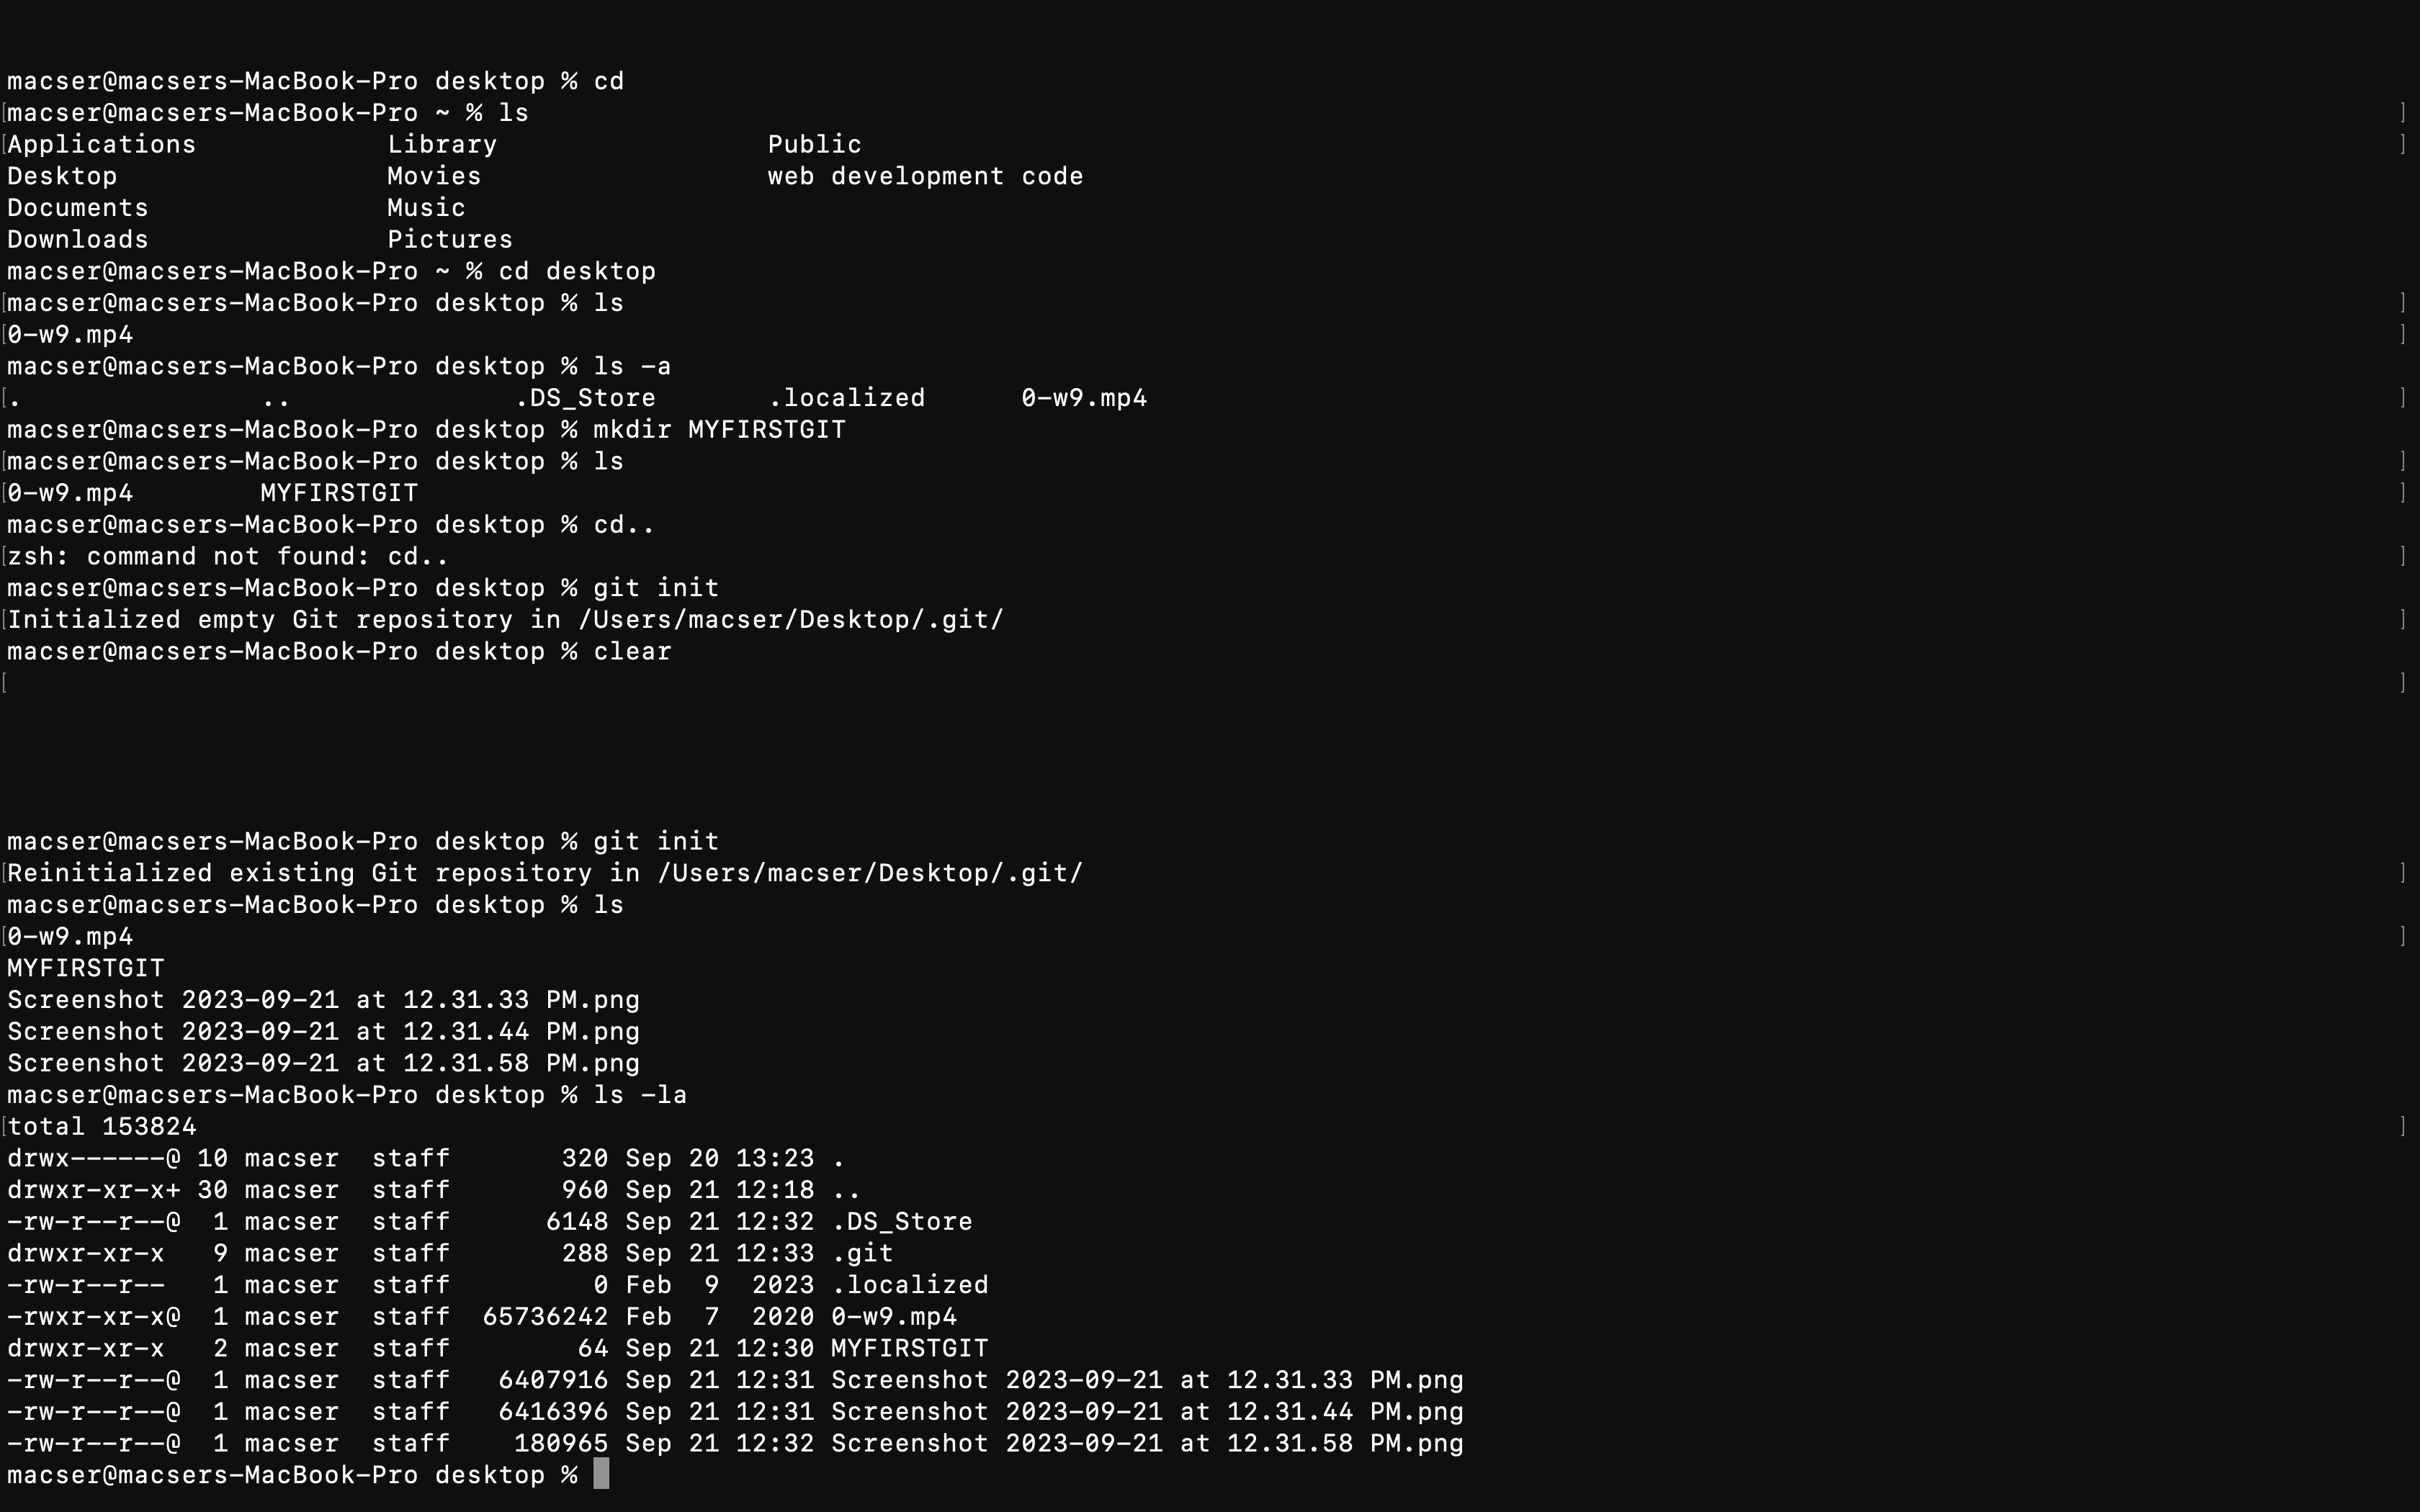 macser@macsers-MacBook-Pro desktop % cd
[macser@macsers-MacBook-Pro ~ % ls ]
[Applications Library Public ]
Desktop Movies web development code
Documents Music
Downloads Pictures
macser@macsers-MacBook-Pro ~ % cd desktop
[macser@macsers-MacBook-Pro desktop % ls ]
[0-w9.mp4 ]
macser@macsers-MacBook-Pro desktop % ls -a
[. .. .DS_Store .localized 0-w9.mp4 ]
macser@macsers-MacBook-Pro desktop % mkdir MYFIRSTGIT
[macser@macsers-MacBook-Pro desktop % ls ]
[0-w9.mp4 MYFIRSTGIT ]
macser@macsers-MacBook-Pro desktop % cd..
[zsh: command not found: cd.. ]
macser@macsers-MacBook-Pro desktop % git init
[Initialized empty Git repository in /Users/macser/Desktop/.git/ ]
macser@macsers-MacBook-Pro desktop % clear
[ ]
macser@macsers-MacBook-Pro desktop % git init
[Reinitialized existing Git repository in /Users/macser/Desktop/.git/ ]
macser@macsers-MacBook-Pro desktop % ls
[0-w9.mp4 ]
MYFIRSTGIT
Screenshot 2023-09-21 at 12.31.33 PM.png
Screenshot 2023-09-21 at 12.31.44 PM.png
Screenshot 2023-09-21 at 12.31.58 PM.png
macser@macsers-MacBook-Pro desktop % ls -la
[total 153824 ]
drwx------@ 10 macser staff 320 Sep 20 13:23 .
drwxr-xr-x+ 30 macser staff 960 Sep 21 12:18 ..
-rw-r--r--@ 1 macser staff 6148 Sep 21 12:32 .DS_Store
drwxr-xr-x 9 macser staff 288 Sep 21 12:33 .git
-rw-r--r-- 1 macser staff 0 Feb 9 2023 .localized
-rwxr-xr-x@ 1 macser staff 65736242 Feb 7 2020 0-w9.mp4
drwxr-xr-x 2 macser staff 64 Sep 21 12:30 MYFIRSTGIT
-rw-r--r--@ 1 macser staff 6407916 Sep 21 12:31 Screenshot 2023-09-21 at 12.31.33 PM.png
-rw-r--r--@ 1 macser staff 6416396 Sep 21 12:31 Screenshot 2023-09-21 at 12.31.44 PM.png
-rw-r--r--@ 1 macser staff 180965 Sep 21 12:32 Screenshot 2023-09-21 at 12.31.58 PM.png
macser@macsers-MacBook-Pro desktop %